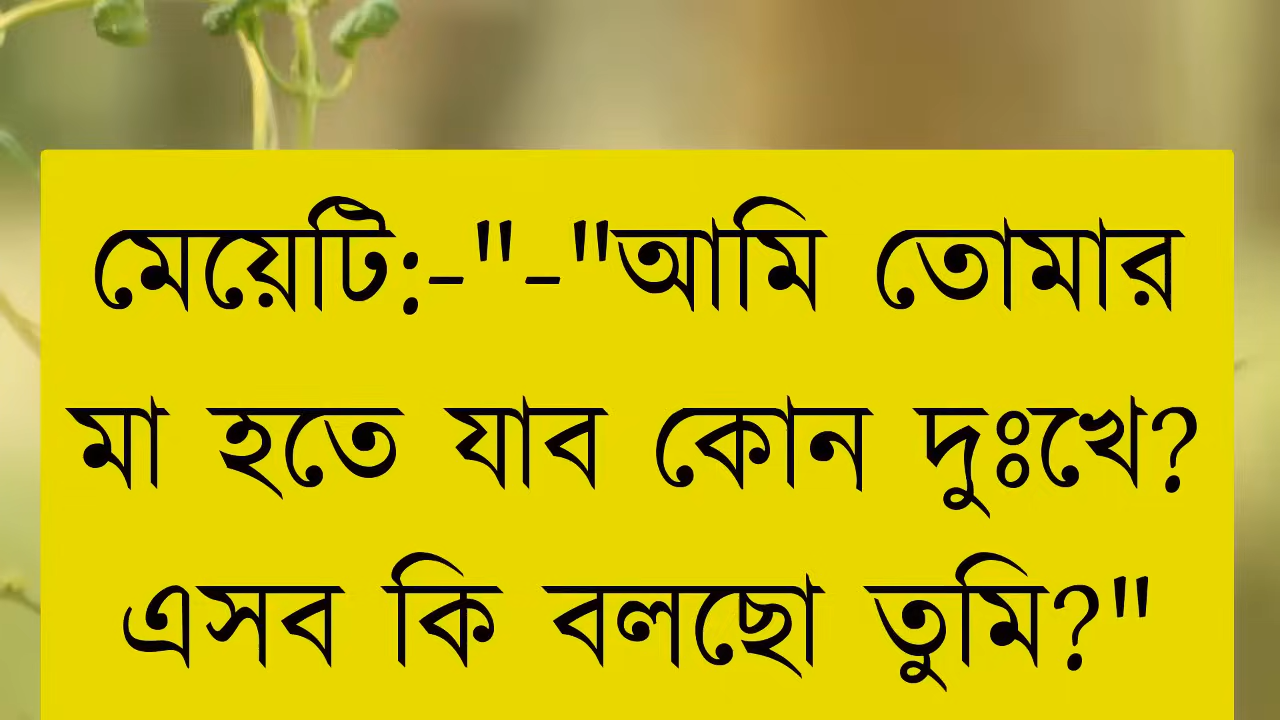 মেয়েটি:-"-"আমি তোমার
মা হতে যাব কোন দুঃখে?
এসব কি বলছো তুমি?"